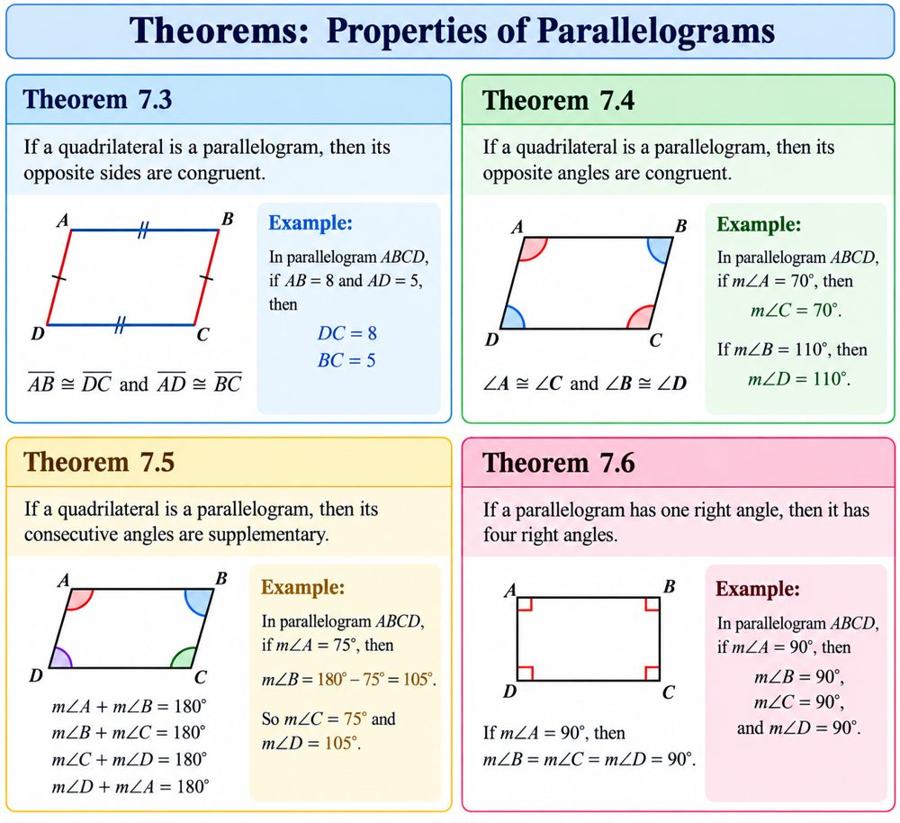 Theorems: Properties of Parallelograms
Theorem 7.3
If a quadrilateral is a parallelogram, then its
opposite sides are congruent.
A
B
D
C
A̅B̅ ≅ D̅C̅ and A̅D̅ ≅ B̅C̅
Example:
In parallelogram ABCD,
if AB = 8 and AD = 5,
then
DC = 8
BC = 5
Theorem 7.4
If a quadrilateral is a parallelogram, then its
opposite angles are congruent.
A
B
D
C
∠A ≅ ∠C and ∠B ≅ ∠D
Example:
In parallelogram ABCD,
if m∠A = 70°, then
m∠C = 70°.
If m∠B = 110°, then
m∠D = 110°.
Theorem 7.5
If a quadrilateral is a parallelogram, then its
consecutive angles are supplementary.
A
B
D
C
m∠A + m∠B = 180°
m∠B + m∠C = 180°
m∠C + m∠D = 180°
m∠D + m∠A = 180°
Example:
In parallelogram ABCD,
if m∠A = 75°, then
m∠B = 180° – 75° = 105°.
So m∠C = 75° and
m∠D = 105°.
Theorem 7.6
If a parallelogram has one right angle, then it has
four right angles.
A
B
D
C
If m∠A = 90°, then
m∠B = m∠C = m∠D = 90°.
Example:
In parallelogram ABCD,
if m∠A = 90°, then
m∠B = 90°,
m∠C = 90°,
and m∠D = 90°.